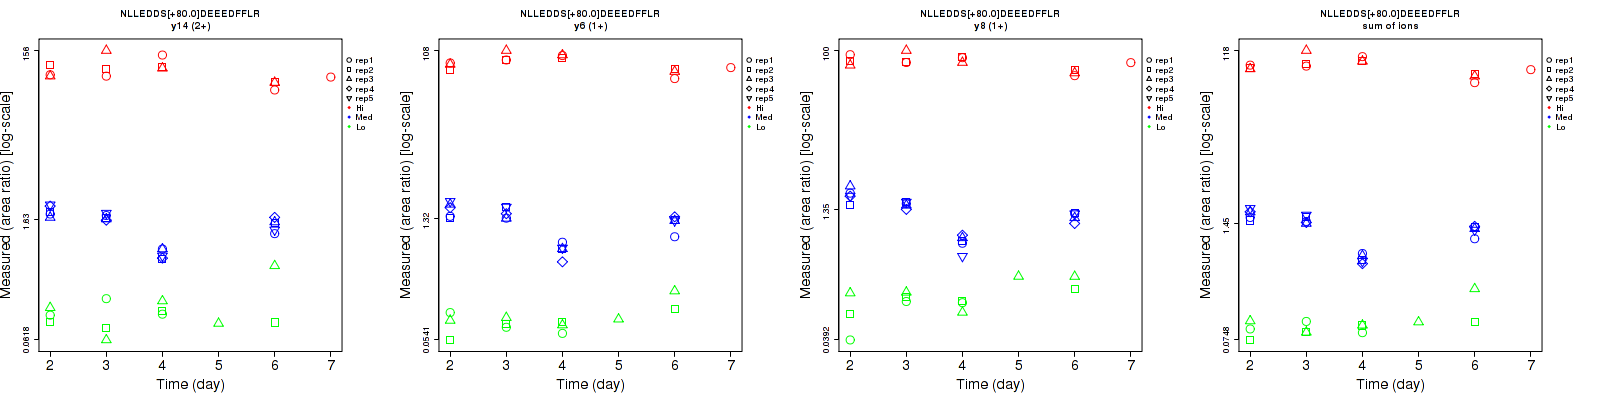 NLLEDDS[+80.0]DEEEDFFLR
y14 (2+)
Measured (area ratio) [log-scale]
156
1.63
0.0618
2 3 4 5 6 7
Time (day)
rep1
rep2
rep3
rep4
rep5
Hi
Med
Lo
NLLEDDS[+80.0]DEEEDFFLR
y6 (1+)
Measured (area ratio) [log-scale]
108
1.32
0.0541
2 3 4 5 6 7
Time (day)
rep1
rep2
rep3
rep4
rep5
Hi
Med
Lo
NLLEDDS[+80.0]DEEEDFFLR
y8 (1+)
Measured (area ratio) [log-scale]
100
1.35
0.0392
2 3 4 5 6 7
Time (day)
rep1
rep2
rep3
rep4
rep5
Hi
Med
Lo
NLLEDDS[+80.0]DEEEDFFLR
sum of ions
Measured (area ratio) [log-scale]
118
1.45
0.0748
2 3 4 5 6 7
Time (day)
rep1
rep2
rep3
rep4
rep5
Hi
Med
Lo